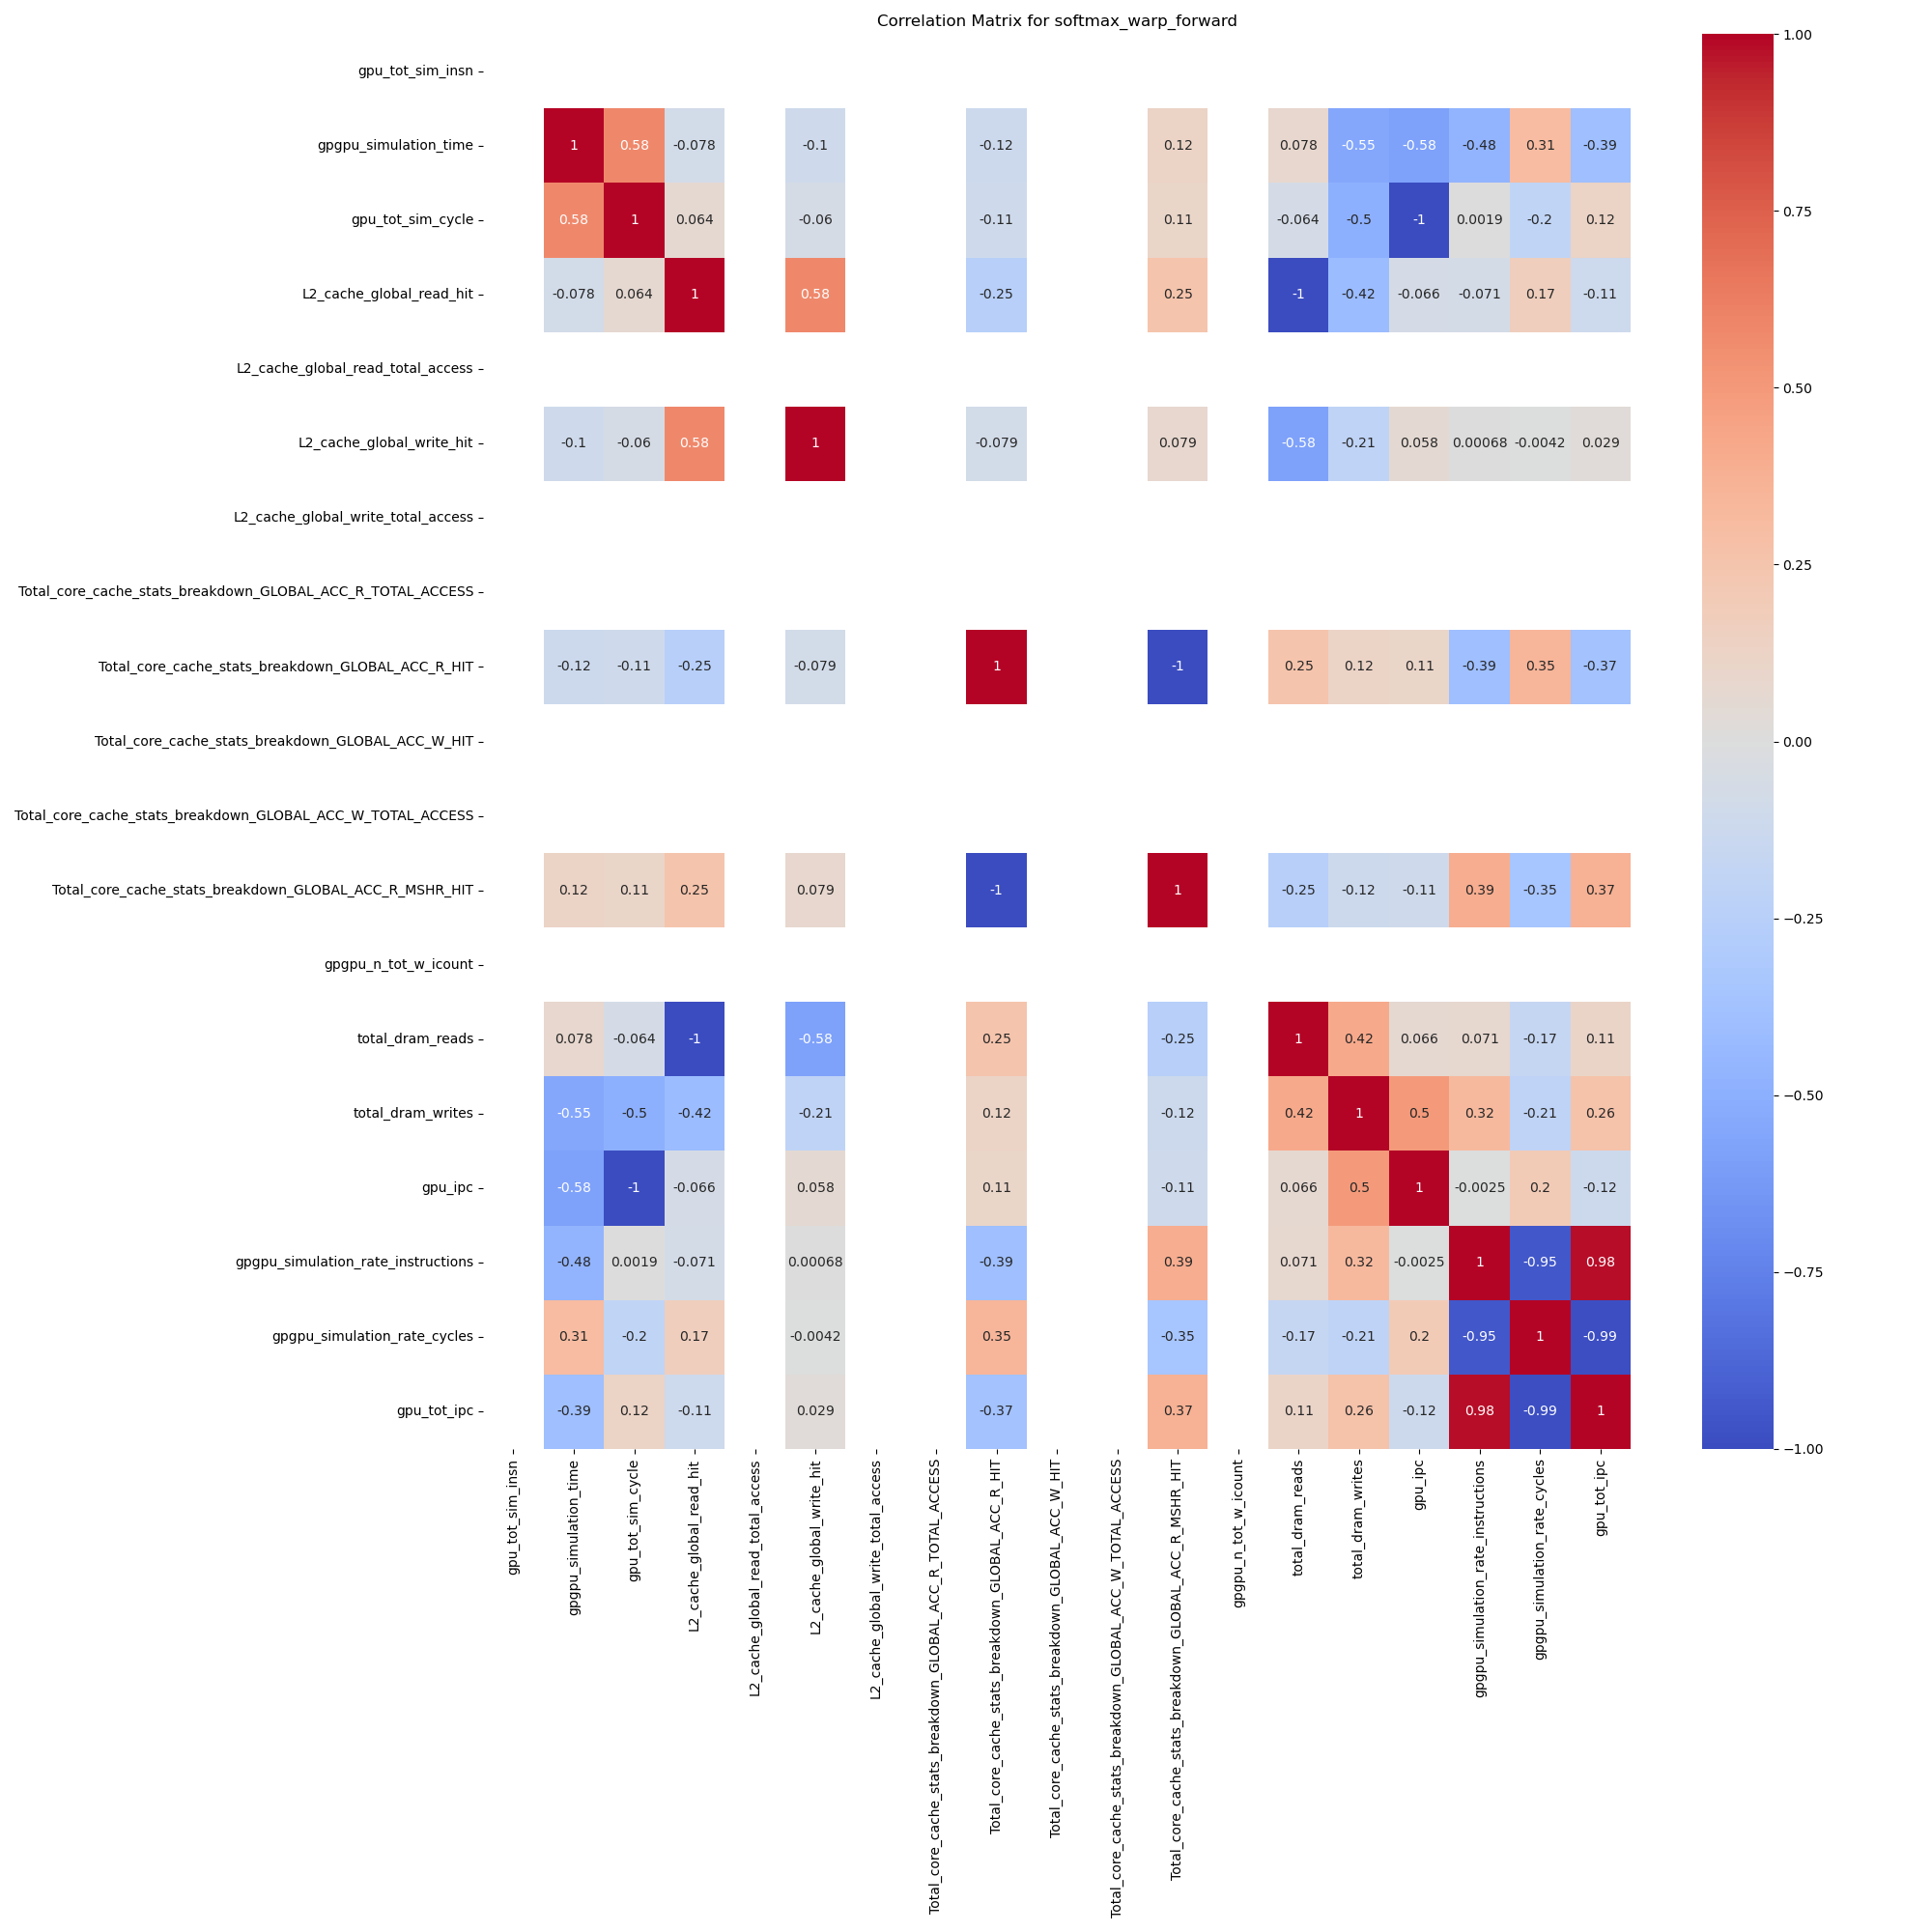 Correlation Matrix for softmax_warp_forward
gpu_tot_sim_insn
gpgpu_simulation_time 1 0.58 -0.078 -0.1 -0.12 0.12 0.078 -0.55 -0.58 -0.48 0.31 -0.39
gpu_tot_sim_cycle 0.58 1 0.064 -0.06 -0.11 0.11 -0.064 -0.5 -1 0.0019 -0.2 0.12
L2_cache_global_read_hit -0.078 0.064 1 0.58 -0.25 0.25 -1 -0.42 -0.066 -0.071 0.17 -0.11
L2_cache_global_read_total_access
L2_cache_global_write_hit -0.1 -0.06 0.58 1 -0.079 0.079 -0.58 -0.21 0.058 0.00068 -0.0042 0.029
L2_cache_global_write_total_access
Total_core_cache_stats_breakdown_GLOBAL_ACC_R_TOTAL_ACCESS
Total_core_cache_stats_breakdown_GLOBAL_ACC_R_HIT -0.12 -0.11 -0.25 -0.079 1 -1 0.25 0.12 0.11 -0.39 0.35 -0.37
Total_core_cache_stats_breakdown_GLOBAL_ACC_W_HIT
Total_core_cache_stats_breakdown_GLOBAL_ACC_W_TOTAL_ACCESS
Total_core_cache_stats_breakdown_GLOBAL_ACC_R_MSHR_HIT 0.12 0.11 0.25 0.079 -1 1 -0.25 -0.12 -0.11 0.39 -0.35 0.37
gpgpu_n_tot_w_icount
total_dram_reads 0.078 -0.064 -1 -0.58 0.25 -0.25 1 0.42 0.066 0.071 -0.17 0.11
total_dram_writes -0.55 -0.5 -0.42 -0.21 0.12 -0.12 0.42 1 0.5 0.32 -0.21 0.26
gpu_ipc -0.58 -1 -0.066 0.058 0.11 -0.11 0.066 0.5 1 -0.0025 0.2 -0.12
gpgpu_simulation_rate_instructions -0.48 0.0019 -0.071 0.00068 -0.39 0.39 0.071 0.32 -0.0025 1 -0.95 0.98
gpgpu_simulation_rate_cycles 0.31 -0.2 0.17 -0.0042 0.35 -0.35 -0.17 -0.21 0.2 -0.95 1 -0.99
gpu_tot_ipc -0.39 0.12 -0.11 0.029 -0.37 0.37 0.11 0.26 -0.12 0.98 -0.99 1
gpu_tot_sim_insn
gpgpu_simulation_time
gpu_tot_sim_cycle
L2_cache_global_read_hit
L2_cache_global_read_total_access
L2_cache_global_write_hit
L2_cache_global_write_total_access
Total_core_cache_stats_breakdown_GLOBAL_ACC_R_TOTAL_ACCESS
Total_core_cache_stats_breakdown_GLOBAL_ACC_R_HIT
Total_core_cache_stats_breakdown_GLOBAL_ACC_W_HIT
Total_core_cache_stats_breakdown_GLOBAL_ACC_W_TOTAL_ACCESS
Total_core_cache_stats_breakdown_GLOBAL_ACC_R_MSHR_HIT
gpgpu_n_tot_w_icount
total_dram_reads
total_dram_writes
gpu_ipc
gpgpu_simulation_rate_instructions
gpgpu_simulation_rate_cycles
gpu_tot_ipc
1.00
0.75
0.50
0.25
0.00
−0.25
−0.50
−0.75
−1.00